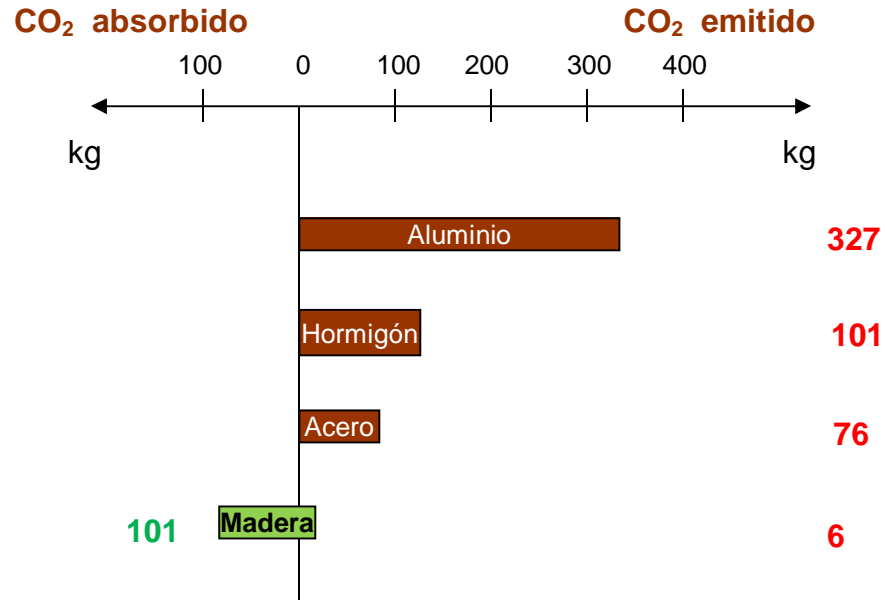 CO₂ absorbido CO₂ emitido
100 0 100 200 300 400
kg kg
Aluminio 327
Hormigón 101
Acero 76
101 Madera 6